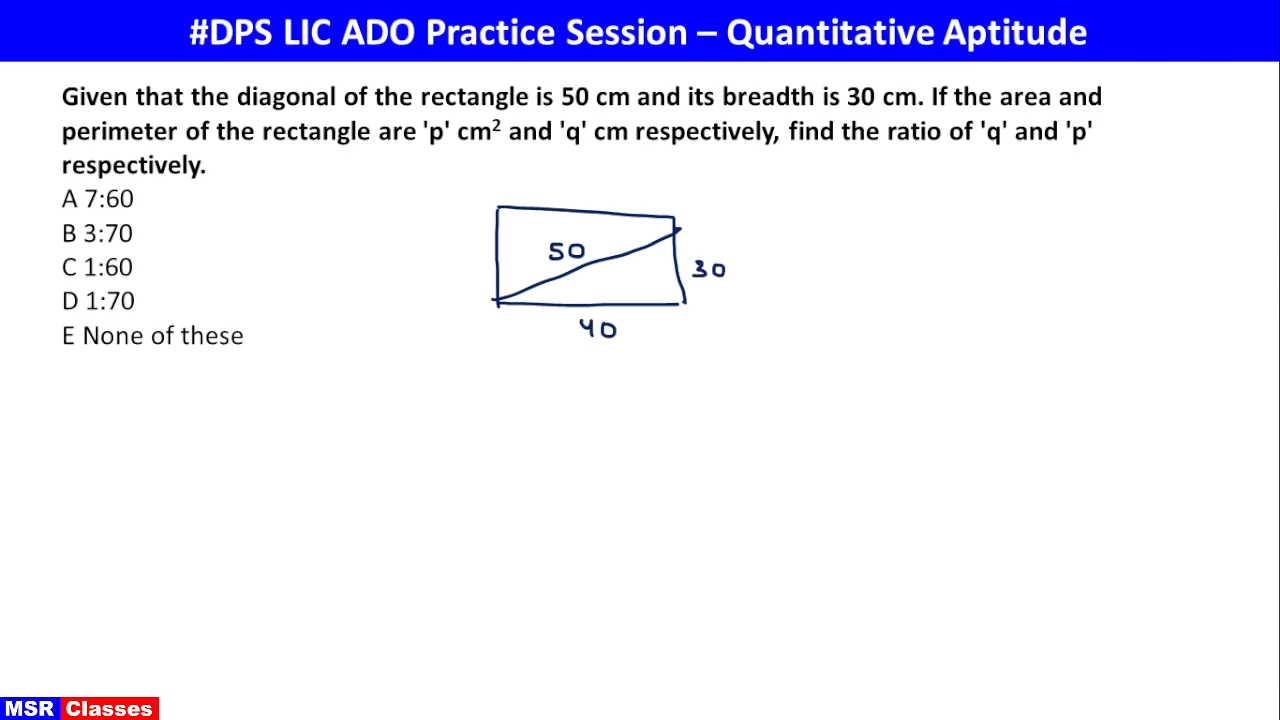 #DPS LIC ADO Practice Session – Quantitative Aptitude
Given that the diagonal of the rectangle is 50 cm and its breadth is 30 cm. If the area and
perimeter of the rectangle are 'p' cm² and 'q' cm respectively, find the ratio of 'q' and 'p'
respectively.
A 7:60
B 3:70
C 1:60
D 1:70
E None of these
50
30
40
MSR Classes